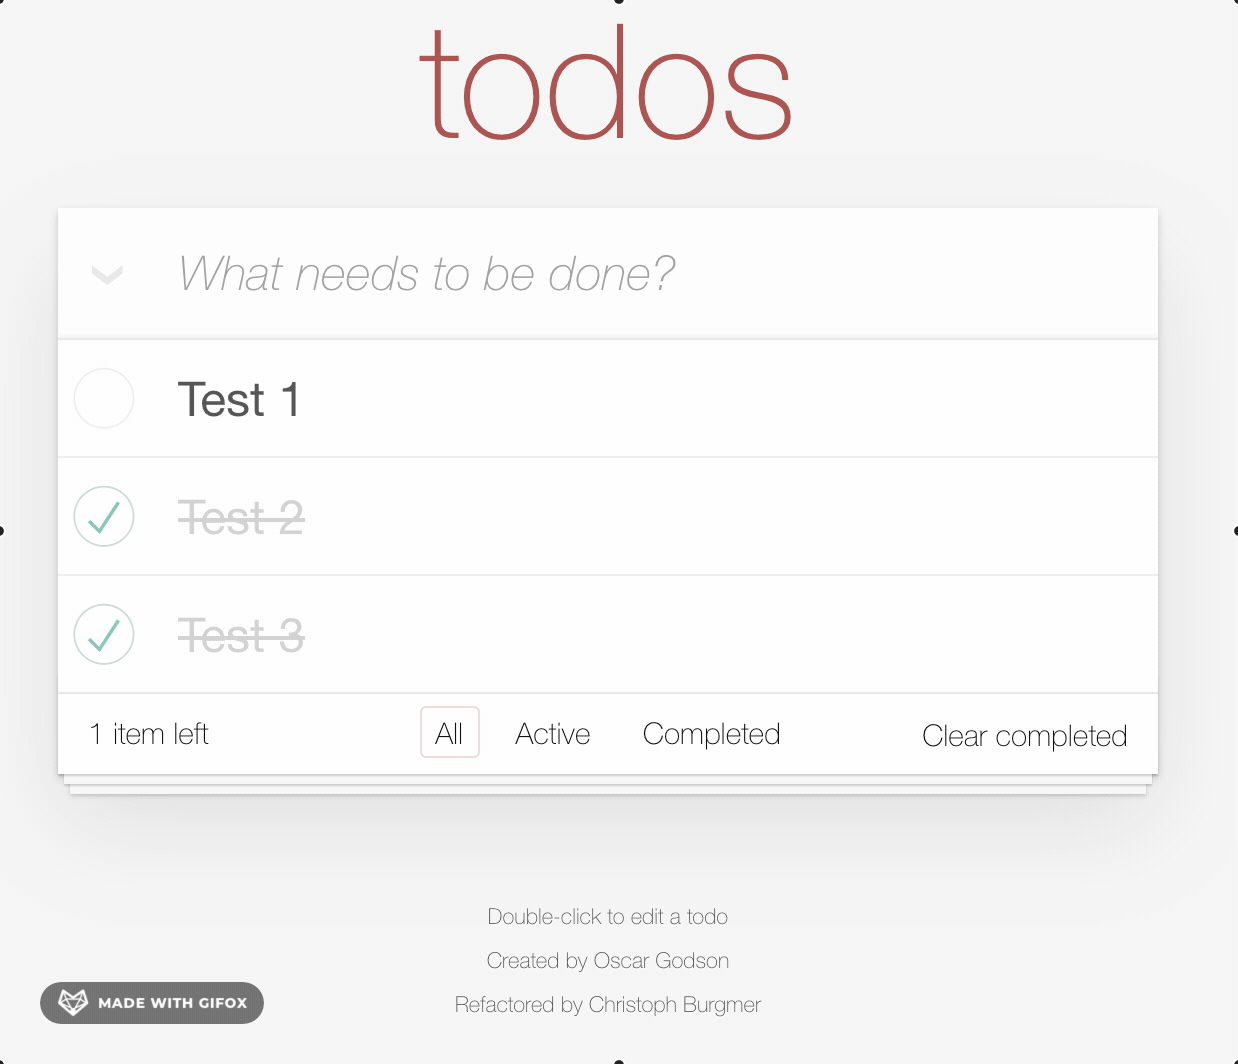 todos
What needs to be done?
Test 1
Test 2
Test 3
1 item left All Active Completed Clear completed
Double-click to edit a todo
Created by Oscar Godson
Refactored by Christoph Burgmer
MADE WITH GIFOX